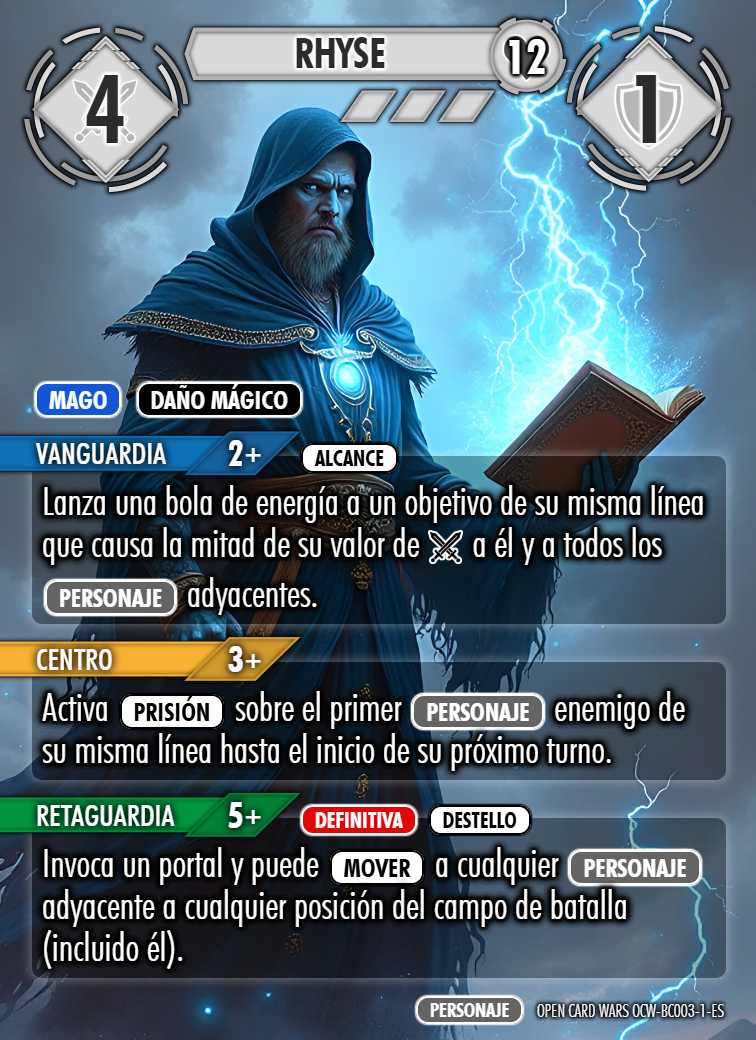 RHYSE
12
4
1
MAGO DAÑO MÁGICO
VANGUARDIA 2+ ALCANCE
Lanza una bola de energía a un objetivo de su misma línea
que causa la mitad de su valor de a él y a todos los
PERSONAJE adyacentes.
CENTRO 3+
Activa PRISIÓN sobre el primer PERSONAJE enemigo de
su misma línea hasta el inicio de su próximo turno.
RETAGUARDIA 5+ DEFINITIVA DESTELLO
Invoca un portal y puede MOVER a cualquier PERSONAJE
adyacente a cualquier posición del campo de batalla
(incluido él).
PERSONAJE OPEN CARD WARS OCW-BC003-1-ES